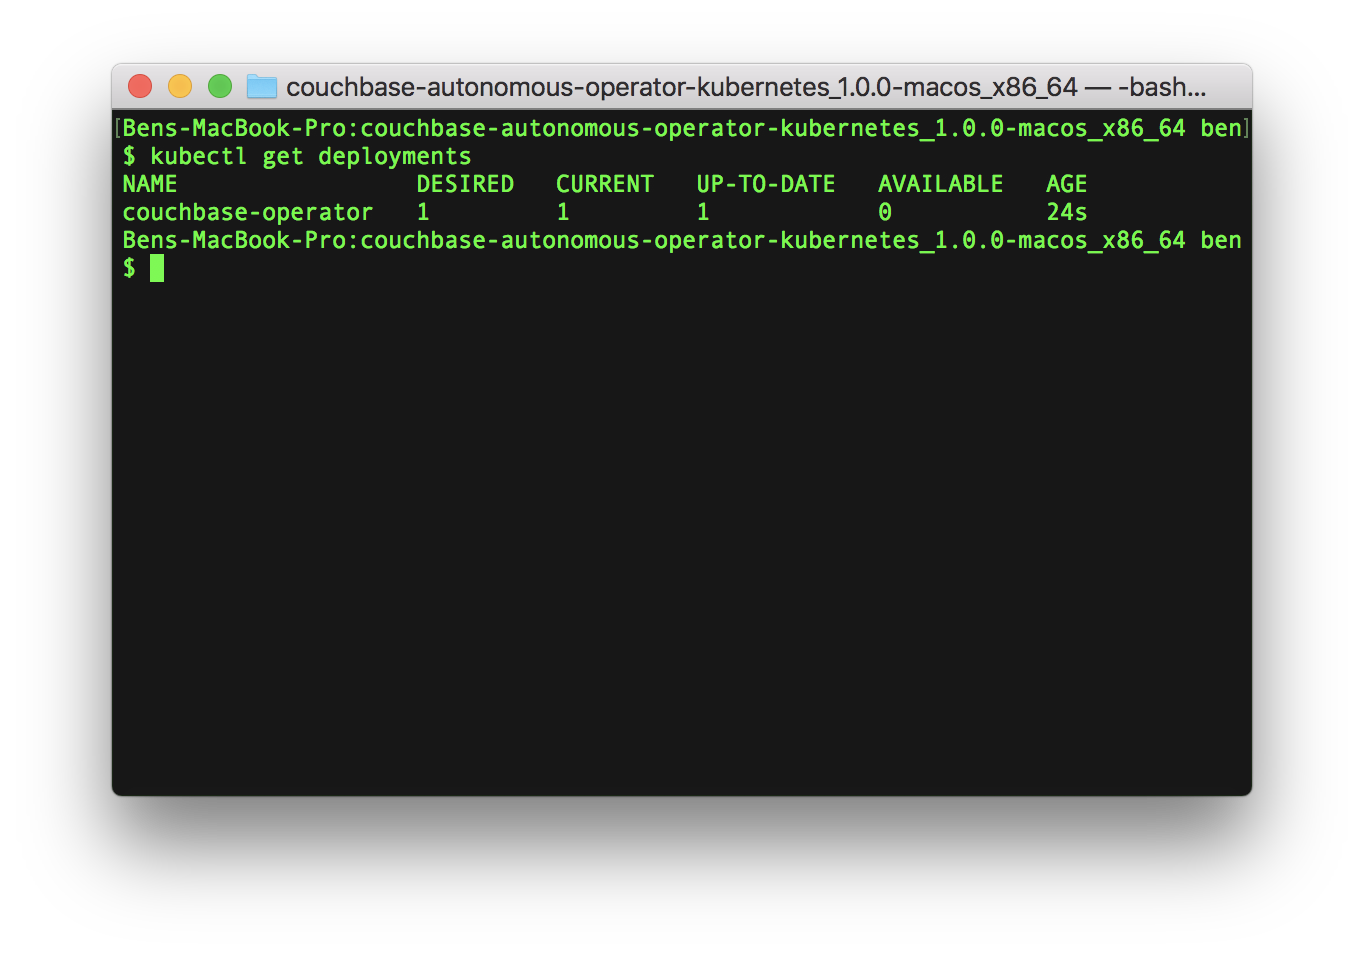 couchbase-autonomous-operator-kubernetes_1.0.0-macos_x86_64 — -bash...
[Bens-MacBook-Pro:couchbase-autonomous-operator-kubernetes_1.0.0-macos_x86_64 ben]
$ kubectl get deployments
NAME DESIRED CURRENT UP-TO-DATE AVAILABLE AGE
couchbase-operator 1 1 1 0 24s
Bens-MacBook-Pro:couchbase-autonomous-operator-kubernetes_1.0.0-macos_x86_64 ben
$